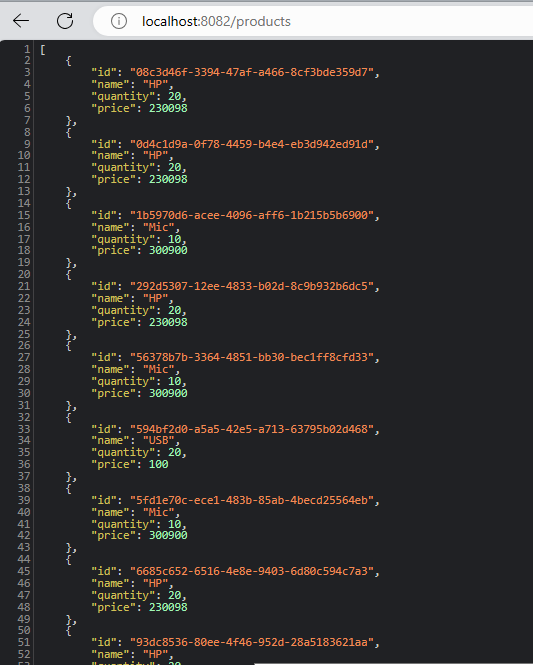 localhost:8082/products
1 [
2 {
3 "id": "08c3d46f-3394-47af-a466-8cf3bde359d7",
4 "name": "HP",
5 "quantity": 20,
6 "price": 230098
7 },
8 {
9 "id": "0d4c1d9a-0f78-4459-b4e4-eb3d942ed91d",
10 "name": "HP",
11 "quantity": 20,
12 "price": 230098
13 },
14 {
15 "id": "1b5970d6-acee-4096-aff6-1b215b5b6900",
16 "name": "Mic",
17 "quantity": 10,
18 "price": 300900
19 },
20 {
21 "id": "292d5307-12ee-4833-b02d-8c9b932b6dc5",
22 "name": "HP",
23 "quantity": 20,
24 "price": 230098
25 },
26 {
27 "id": "56378b7b-3364-4851-bb30-bec1ff8cfd33",
28 "name": "Mic",
29 "quantity": 10,
30 "price": 300900
31 },
32 {
33 "id": "594bf2d0-a5a5-42e5-a713-63795b02d468",
34 "name": "USB",
35 "quantity": 20,
36 "price": 100
37 },
38 {
39 "id": "5fd1e70c-ece1-483b-85ab-4becd25564eb",
40 "name": "Mic",
41 "quantity": 10,
42 "price": 300900
43 },
44 {
45 "id": "6685c652-6516-4e8e-9403-6d80c594c7a3",
46 "name": "HP",
47 "quantity": 20,
48 "price": 230098
49 },
50 {
51 "id": "93dc8536-80ee-4f46-952d-28a5183621aa",
52 "name": "HP",